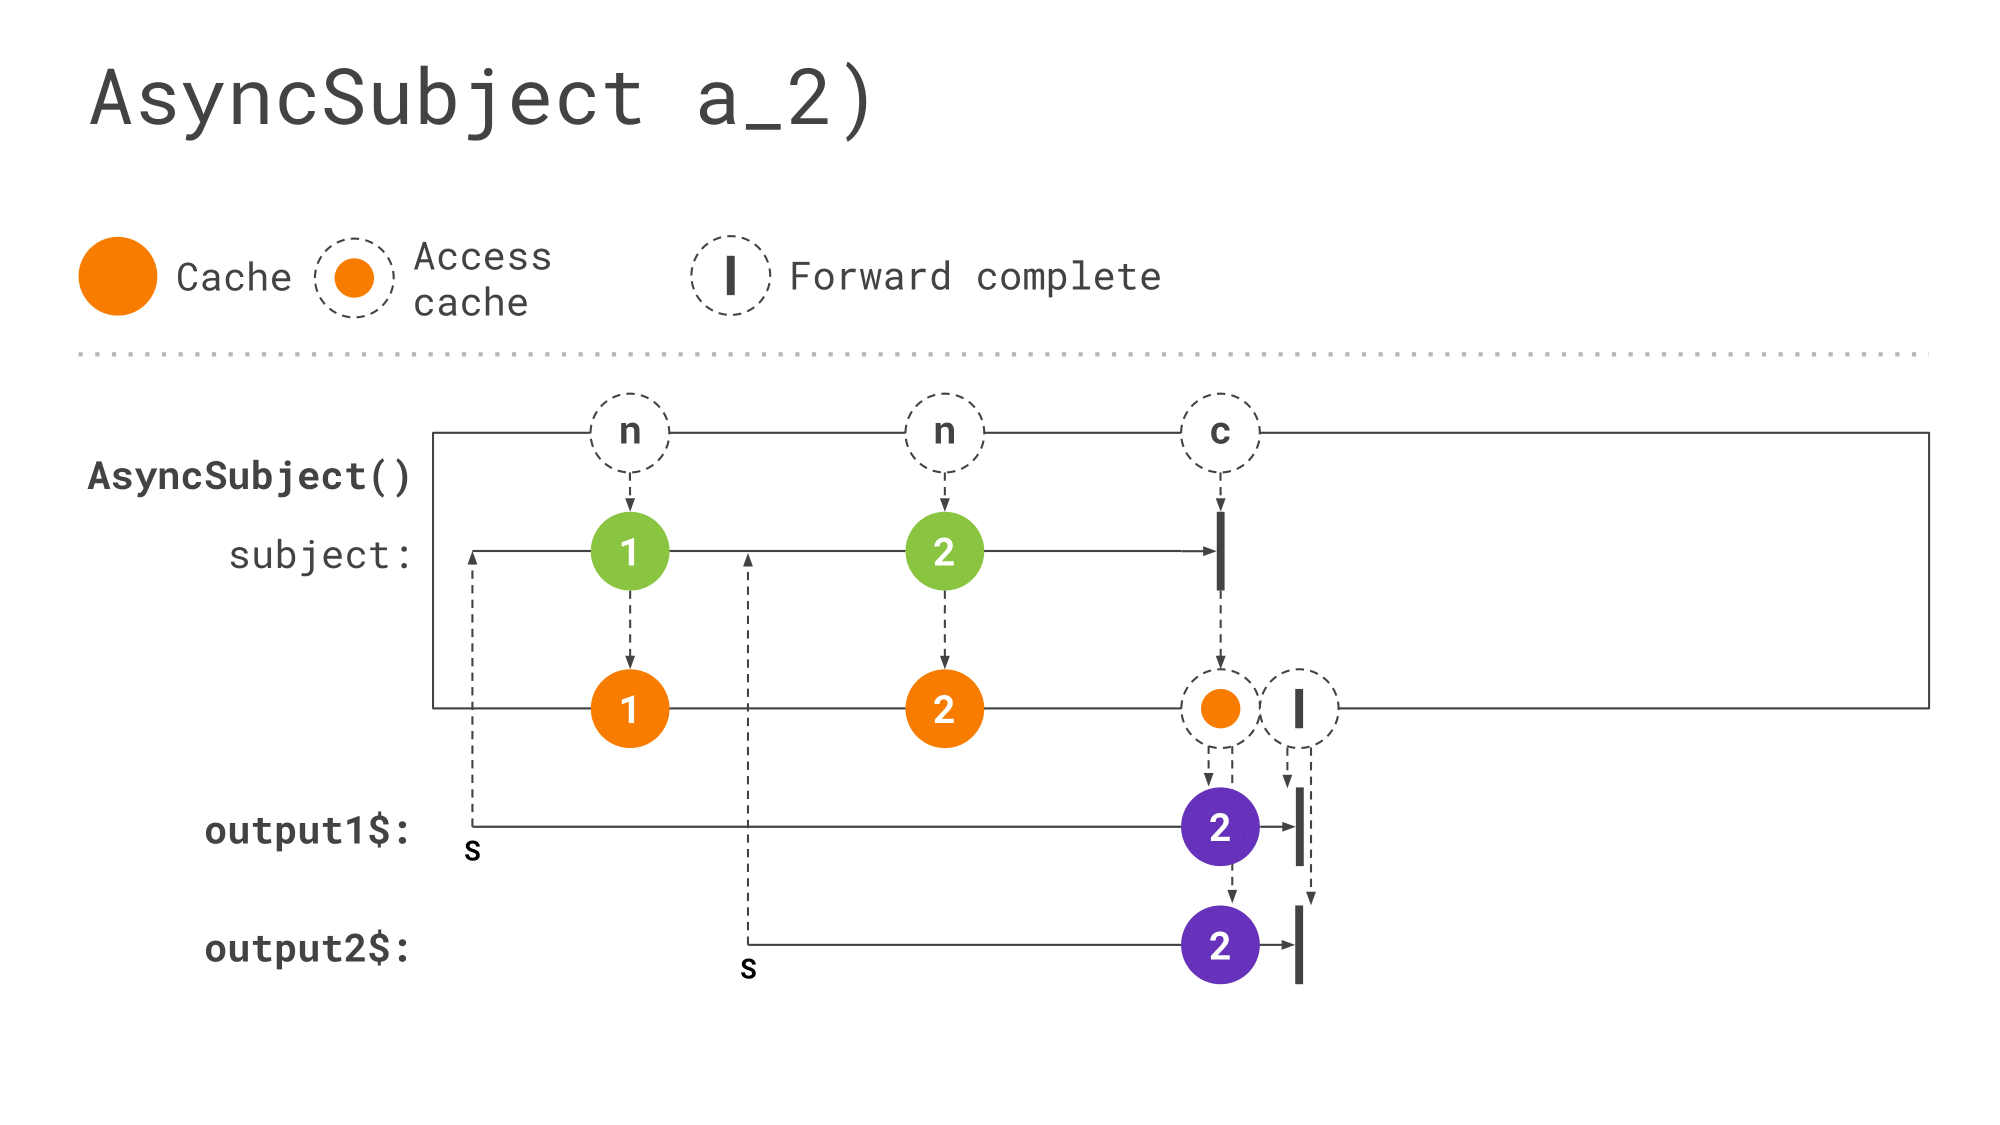 AsyncSubject a_2)
Cache
Access
cache
Forward complete
n n c
AsyncSubject()
subject:
1 2
1 2
output1$:
2
s
output2$:
2
s